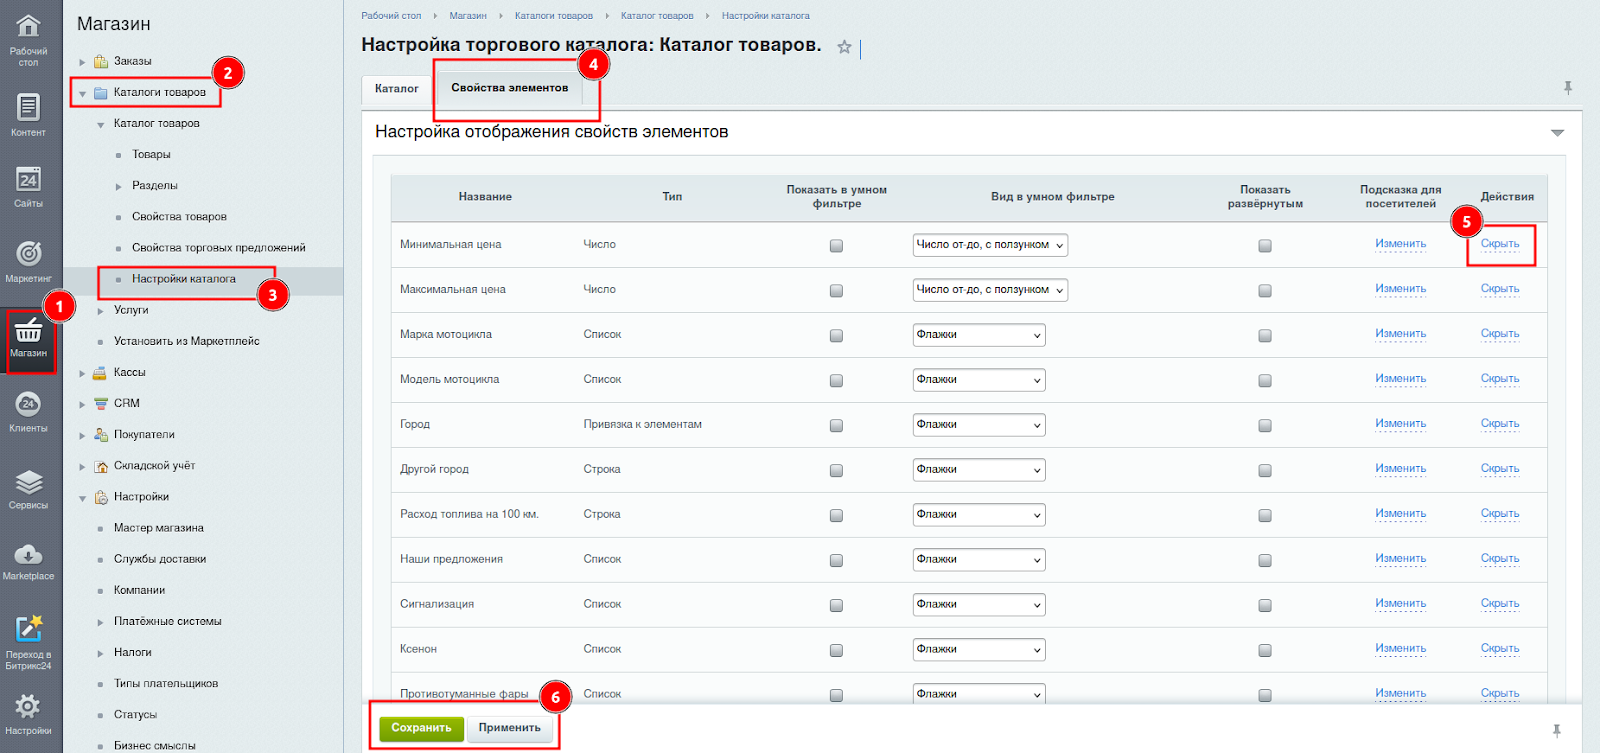 Рабочий
стол
Контент
24
Сайты
Маркетинг
1
Магазин
24
Клиенты
Сервисы
Marketplace
Переход в
Битрикс24
Настройки
Магазин
Заказы
2
Каталоги товаров
Каталог товаров
Товары
Разделы
Свойства товаров
Свойства торговых предложений
Настройки каталога
3
Услуги
Установить из Маркетплейс
Кассы
CRM
Покупатели
Складской учёт
Настройки
Мастер магазина
Службы доставки
Компании
Платёжные системы
Налоги
Типы плательщиков
Статусы
Бизнес смыслы
Рабочий стол Магазин Каталоги товаров Каталог товаров Настройки каталога
Настройка торгового каталога: Каталог товаров.
4
Каталог Свойства элементов
Настройка отображения свойств элементов
Название Тип Показать в умном фильтре Вид в умном фильтре Показать развёрнутым Подсказка для посетителей Действия
5
Минимальная цена Число Число от-до, с ползунком Изменить Скрыть
Максимальная цена Число Число от-до, с ползунком Изменить Скрыть
Марка мотоцикла Список Флажки Изменить Скрыть
Модель мотоцикла Список Флажки Изменить Скрыть
Город Привязка к элементам Флажки Изменить Скрыть
Другой город Строка Флажки Изменить Скрыть
Расход топлива на 100 км. Строка Флажки Изменить Скрыть
Наши предложения Список Флажки Изменить Скрыть
Сигнализация Список Флажки Изменить Скрыть
Ксенон Список Флажки Изменить Скрыть
Противотуманные фары Список Флажки Изменить Скрыть
6
Сохранить Применить